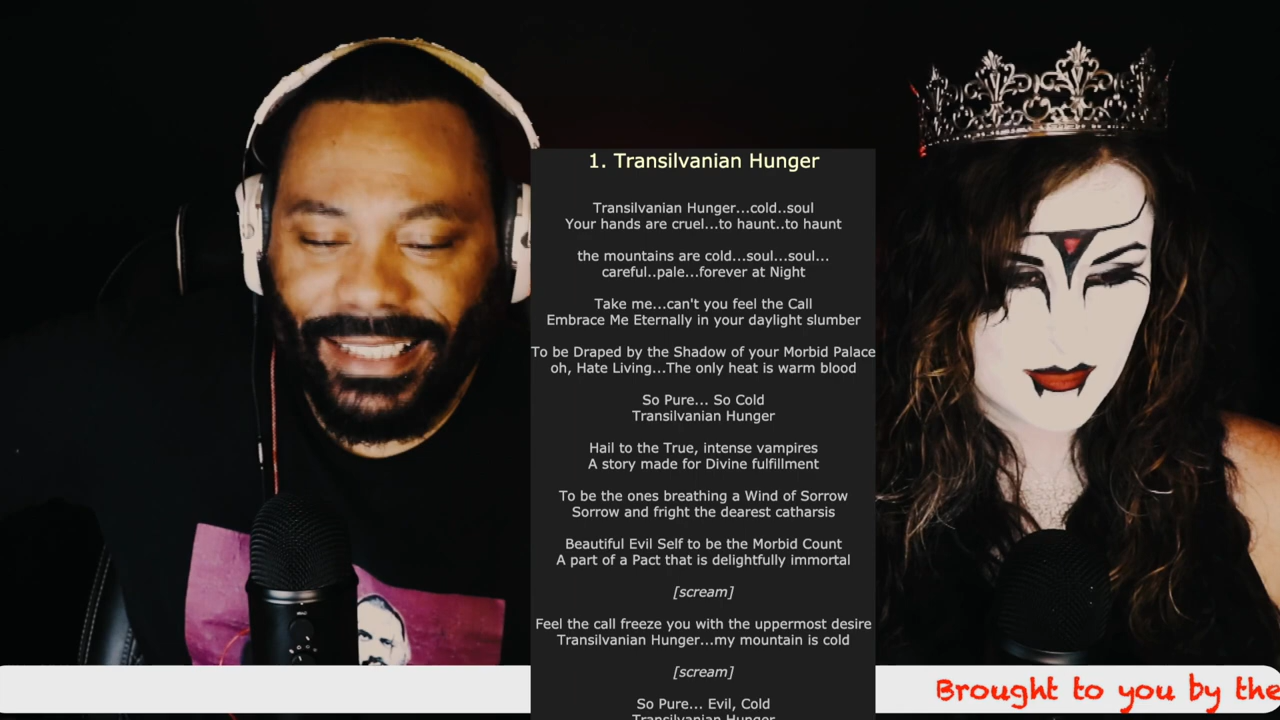 1. Transilvanian Hunger
Transilvanian Hunger...cold..soul
Your hands are cruel...to haunt..to haunt
the mountains are cold...soul...soul...
careful..pale...forever at Night
Take me...can't you feel the Call
Embrace Me Eternally in your daylight slumber
To be Draped by the Shadow of your Morbid Palace
oh, Hate Living...The only heat is warm blood
So Pure... So Cold
Transilvanian Hunger
Hail to the True, intense vampires
A story made for Divine fulfillment
To be the ones breathing a Wind of Sorrow
Sorrow and fright the dearest catharsis
Beautiful Evil Self to be the Morbid Count
A part of a Pact that is delightfully immortal
[scream]
Feel the call freeze you with the uppermost desire
Transilvanian Hunger...my mountain is cold
[scream]
So Pure... Evil, Cold
Transilvanian Hunger
Brought to you by the